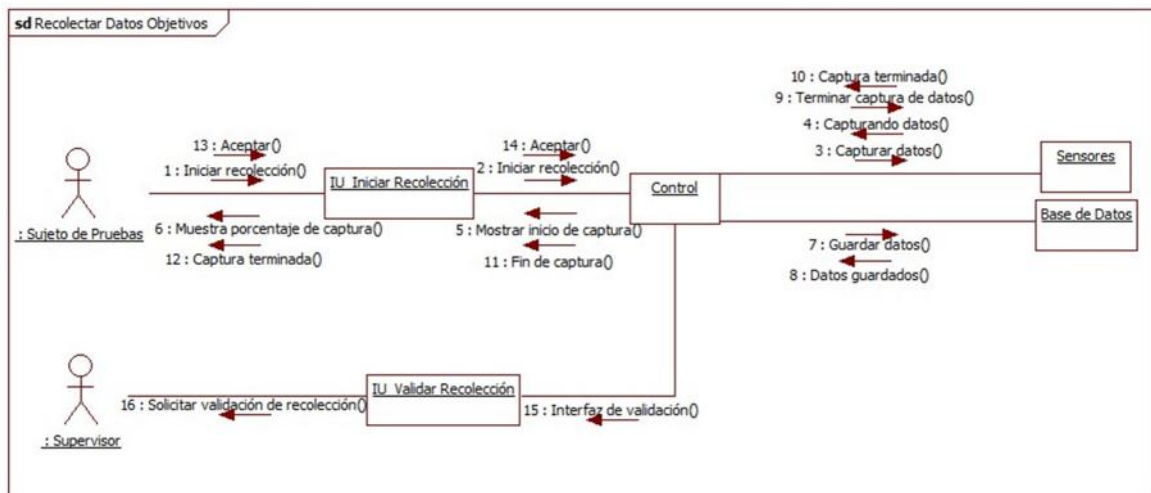 sd Recolectar Datos Objetivos
10 : Captura terminada()
9 : Terminar captura de datos()
4 : Capturando datos()
3 : Capturar datos()
13 : Aceptar()
1 : Iniciar recolección()
14 : Aceptar()
2 : Iniciar recolección()
Sensores
IU_Iniciar Recolección
Control
Base de Datos
: Sujeto de Pruebas
6 : Muestra porcentaje de captura()
12 : Captura terminada()
5 : Mostrar inicio de captura()
11 : Fin de captura()
7 : Guardar datos()
8 : Datos guardados()
IU_Validar Recolección
16 : Solicitar validación de recolección()
15 : Interfaz de validación()
: Supervisor